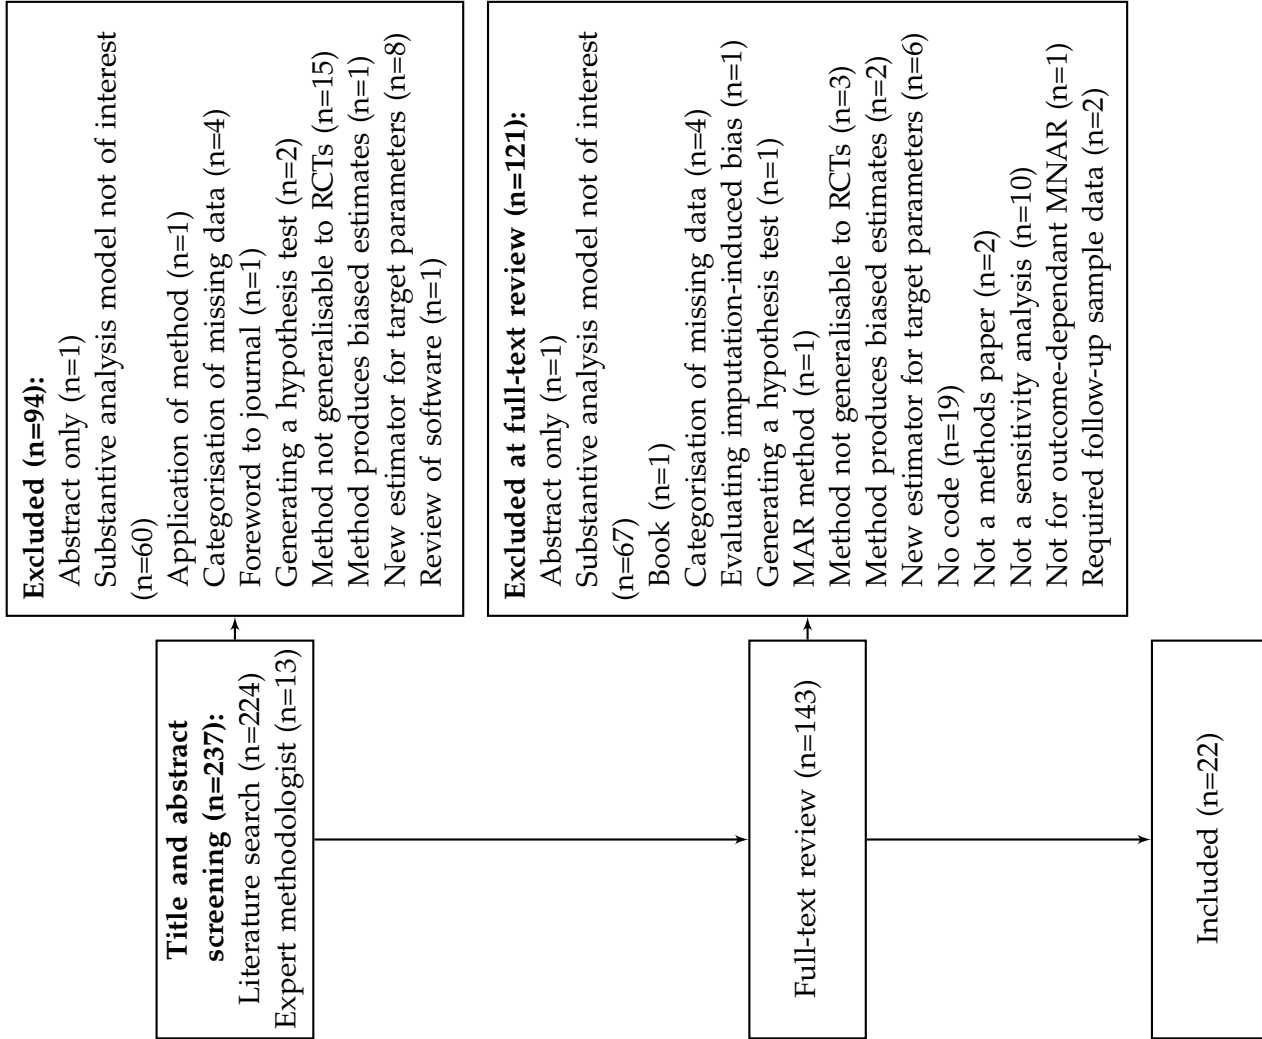 Title and abstract
screening (n=237):
Literature search (n=224)
Expert methodologist (n=13)
Excluded (n=94):
Abstract only (n=1)
Substantive analysis model not of interest
(n=60)
Application of method (n=1)
Categorisation of missing data (n=4)
Foreword to journal (n=1)
Generating a hypothesis test (n=2)
Method not generalisable to RCTs (n=15)
Method produces biased estimates (n=1)
New estimator for target parameters (n=8)
Review of software (n=1)
Full-text review (n=143)
Excluded at full-text review (n=121):
Abstract only (n=1)
Substantive analysis model not of interest
(n=67)
Book (n=1)
Categorisation of missing data (n=4)
Evaluating imputation-induced bias (n=1)
Generating a hypothesis test (n=1)
MAR method (n=1)
Method not generalisable to RCTs (n=3)
Method produces biased estimates (n=2)
New estimator for target parameters (n=6)
No code (n=19)
Not a methods paper (n=2)
Not a sensitivity analysis (n=10)
Not for outcome-dependant MNAR (n=1)
Required follow-up sample data (n=2)
Included (n=22)